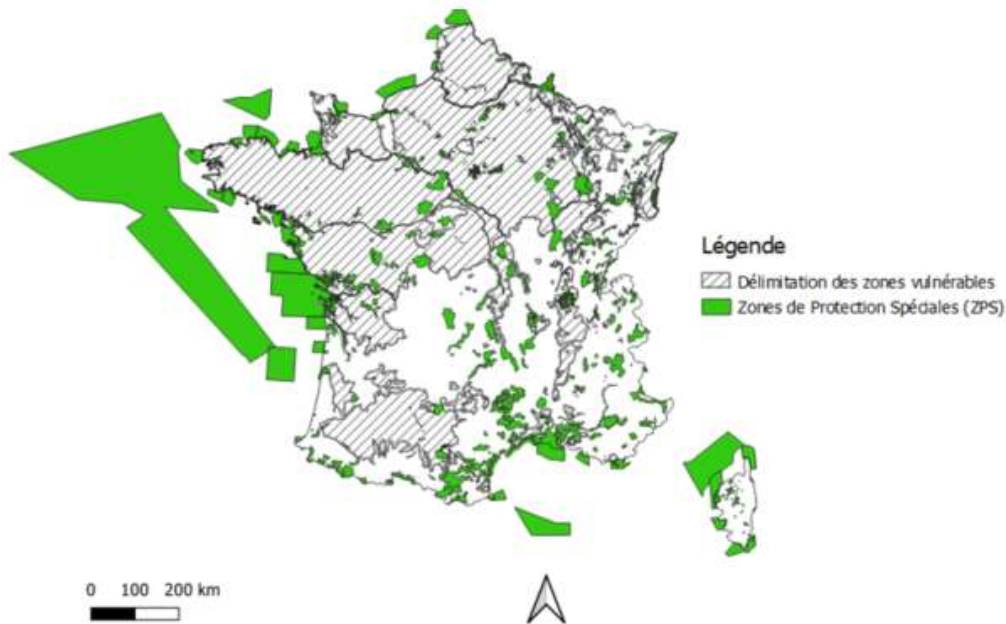 Légende
Délimitation des zones vulnérables
Zones de Protection Spéciales (ZPS)
0 100 200 km